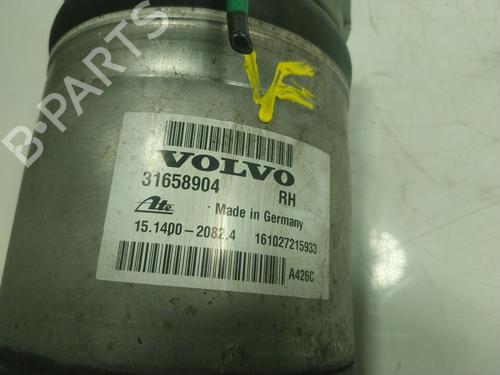 VF
VOLVO
31658904 RH
Ate Made in Germany
15.1400-2082.4 161027215933
A426C
B-PARTS